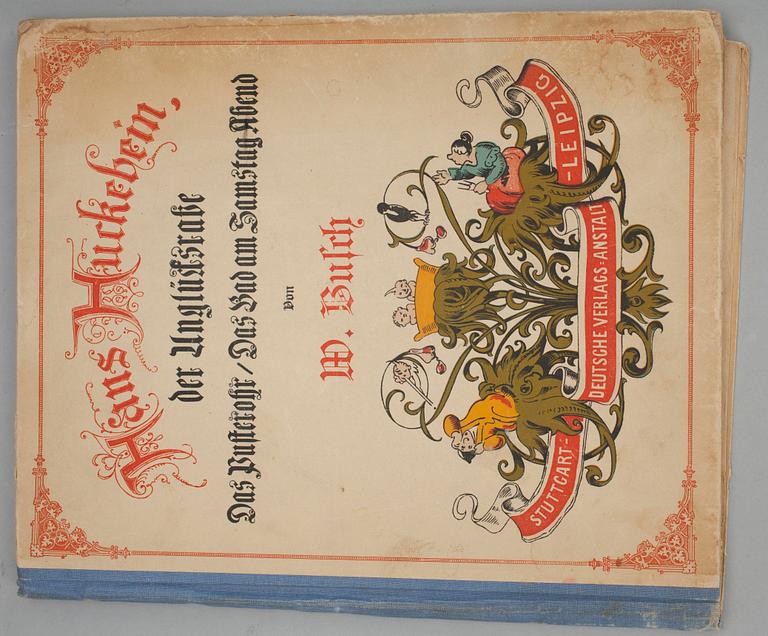 Hans Huckebein,
der Unglücksrabe
Das Pusterohr / Das Bad am Samstag Abend
Von
W. Busch
STUTTGART- DEUTSCHE VERLAGS=ANSTALT -LEIPZIG